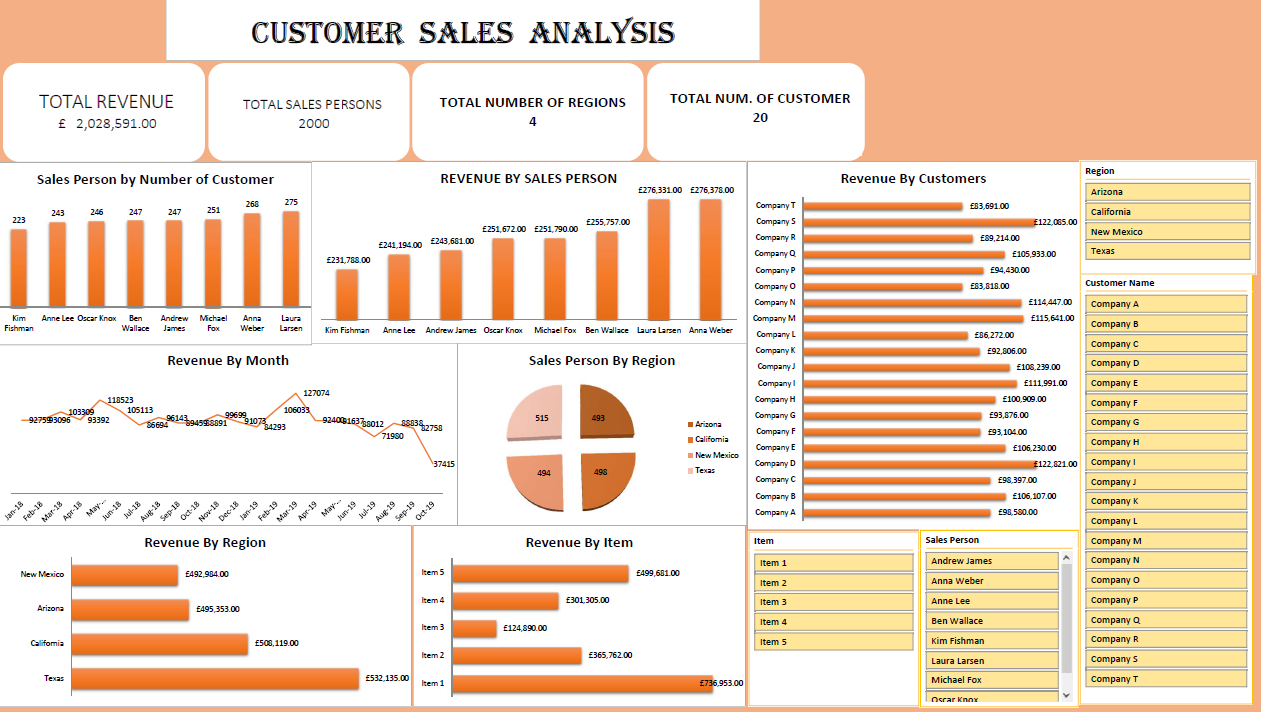 CUSTOMER SALES ANALYSIS
TOTAL REVENUE
£ 2,028,591.00
TOTAL SALES PERSONS
2000
TOTAL NUMBER OF REGIONS
4
TOTAL NUM. OF CUSTOMER
20
Sales Person by Number of Customer
223 243 246 247 247 251 268 275
Kim Fishman Anne Lee Oscar Knox Ben Wallace Andrew James Michael Fox Anna Weber Laura Larsen
REVENUE BY SALES PERSON
£231,788.00 £241,194.00 £243,681.00 £251,672.00 £251,790.00 £255,757.00 £276,331.00 £276,378.00
Kim Fishman Anne Lee Andrew James Oscar Knox Michael Fox Ben Wallace Laura Larsen Anna Weber
Revenue By Customers
Company T £83,691.00
Company S £122,085.00
Company R £89,214.00
Company Q £105,933.00
Company P £94,430.00
Company O £83,818.00
Company N £114,447.00
Company M £115,641.00
Company L £86,272.00
Company K £92,806.00
Company J £108,239.00
Company I £111,991.00
Company H £100,909.00
Company G £93,876.00
Company F £93,104.00
Company E £106,230.00
Company D £122,821.00
Company C £98,397.00
Company B £106,107.00
Company A £98,580.00
Region
Arizona
California
New Mexico
Texas
Customer Name
Company A
Company B
Company C
Company D
Company E
Company F
Company G
Company H
Company I
Company J
Company K
Company L
Company M
Company N
Company O
Company P
Company Q
Company R
Company S
Company T
Revenue By Month
92759 93096 103309 93392 118523 105113 86694 96143 89459 88891 99699 91073 84293 106033 127074 92400 91637 88012 71980 88838 82758 37415
Jan-18 Feb-18 Mar-18 Apr-18 May-... Jun-18 Jul-18 Aug-18 Sep-18 Oct-18 Nov-18 Dec-18 Jan-19 Feb-19 Mar-19 Apr-19 May-... Jun-19 Jul-19 Aug-19 Sep-19 Oct-19
Sales Person By Region
515 493
494 498
Arizona
California
New Mexico
Texas
Revenue By Region
New Mexico £492,984.00
Arizona £495,353.00
California £508,119.00
Texas £532,135.00
Revenue By Item
Item 5 £499,681.00
Item 4 £301,305.00
Item 3 £124,890.00
Item 2 £365,762.00
Item 1 £736,953.00
Item
Item 1
Item 2
Item 3
Item 4
Item 5
Sales Person
Andrew James
Anna Weber
Anne Lee
Ben Wallace
Kim Fishman
Laura Larsen
Michael Fox
Oscar Knox